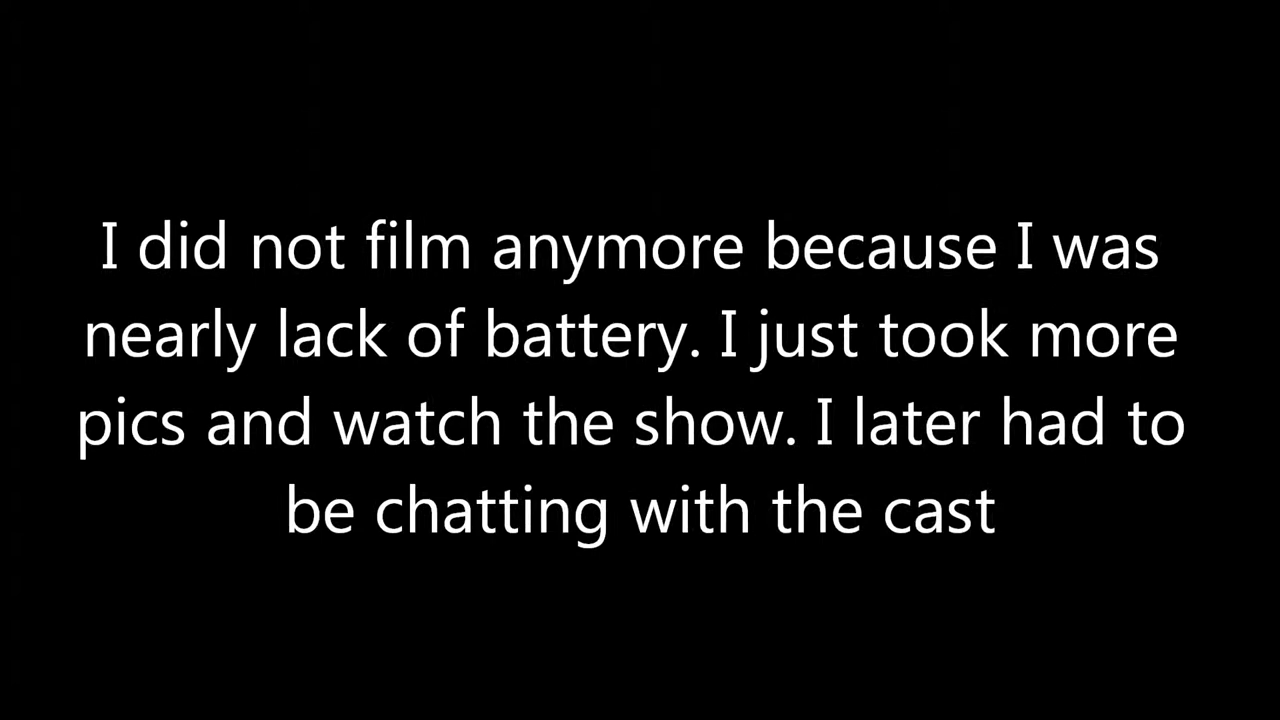 I did not film anymore because I was
nearly lack of battery. I just took more
pics and watch the show. I later had to
be chatting with the cast